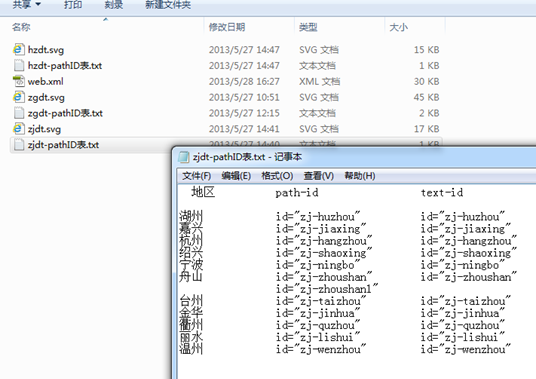 共享 打印 刻录 新建文件夹
名称 修改日期 类型 大小
hzdt.svg 2013/5/27 14:47 SVG 文档 15 KB
hzdt-pathID表.txt 2013/5/27 14:47 文本文档 1 KB
web.xml 2013/5/28 16:27 XML 文档 30 KB
zgdt.svg 2013/5/27 10:51 SVG 文档 45 KB
zgdt-pathID表.txt 2013/5/27 12:15 文本文档 2 KB
zjdt.svg 2013/5/27 14:41 SVG 文档 17 KB
zjdt-pathID表.txt 2013/5/27 14:40 文本文档 1 KB
zjdt-pathID表.txt - 记事本
文件(F) 编辑(E) 格式(O) 查看(V) 帮助(H)
地区 path-id text-id
湖州 id="zj-huzhou" id="zj-huzhou"
嘉兴 id="zj-jiaxing" id="zj-jiaxing"
杭州 id="zj-hangzhou" id="zj-hangzhou"
绍兴 id="zj-shaoxing" id="zj-shaoxing"
宁波 id="zj-ningbo" id="zj-ningbo"
舟山 id="zj-zhoushan" id="zj-zhoushan"
id="zj-zhoushan1"
台州 id="zj-taizhou" id="zj-taizhou"
金华 id="zj-jinhua" id="zj-jinhua"
衢州 id="zj-quzhou" id="zj-quzhou"
丽水 id="zj-lishui" id="zj-lishui"
温州 id="zj-wenzhou" id="zj-wenzhou"